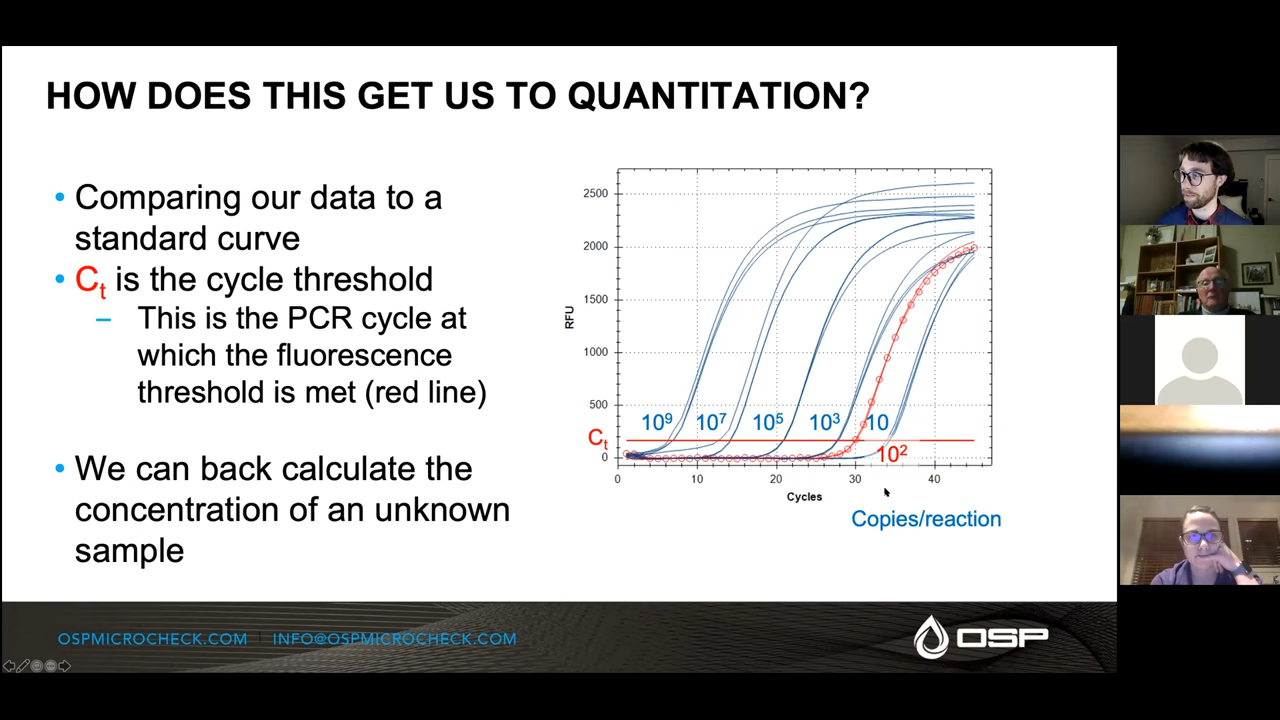 HOW DOES THIS GET US TO QUANTITATION?
• Comparing our data to a
standard curve
• Ct is the cycle threshold
– This is the PCR cycle at
which the fluorescence
threshold is met (red line)
• We can back calculate the
concentration of an unknown
sample
RFU
2500
2000
1500
1000
500
0
10⁹ 10⁷ 10⁵ 10³ 10
Ct
10²
0 10 20 30 40
Cycles
Copies/reaction
OSPMICROCHECK.COM | INFO@OSPMICROCHECK.COM
OSP